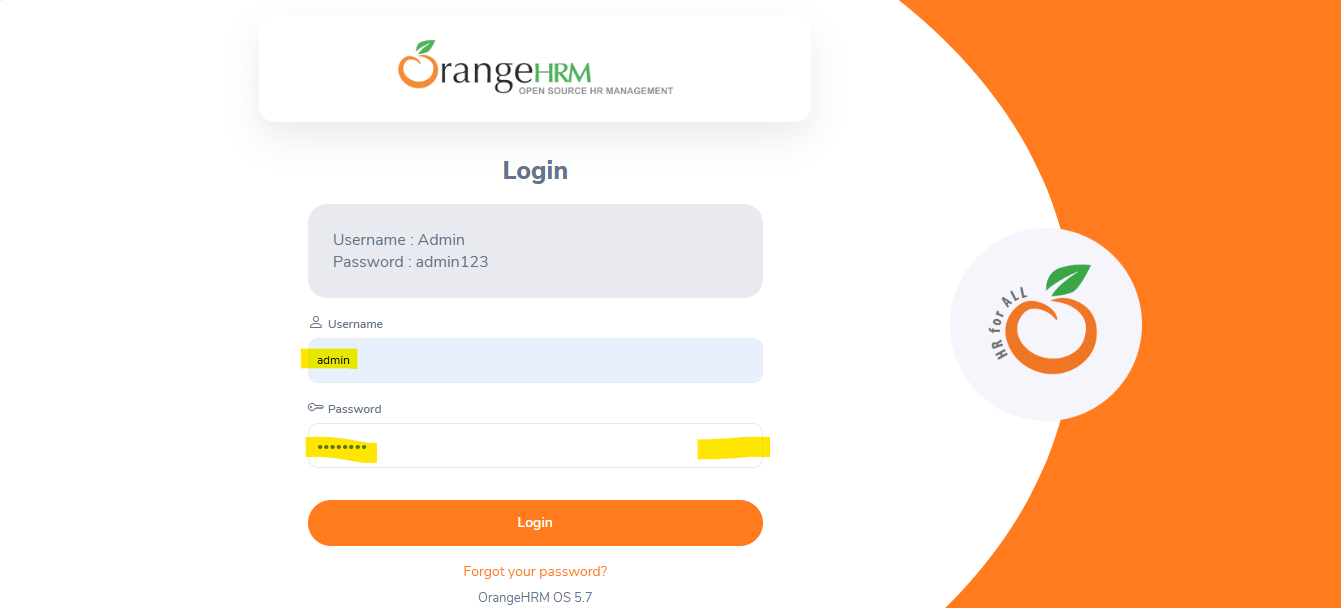 OrangeHRM
OPEN SOURCE HR MANAGEMENT
Login
Username : Admin
Password : admin123
Username
admin
Password
••••••••
Login
Forgot your password?
OrangeHRM OS 5.7
HR for ALL